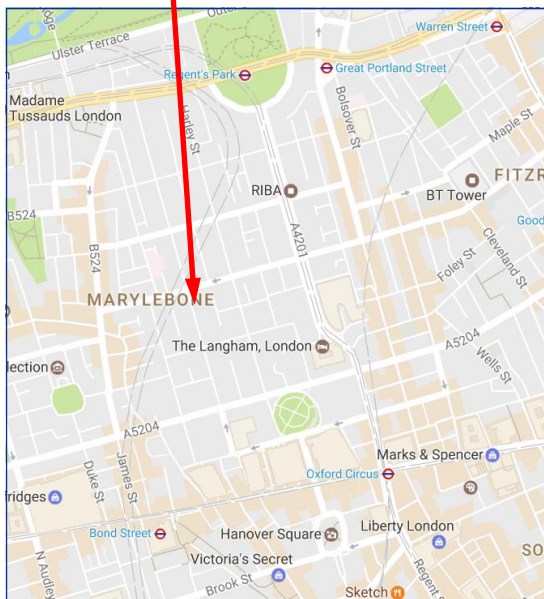 Outer
Warren Street
Ulster Terrace
Regent's Park
Great Portland Street
Madame
Tussauds London
Harley St
Bolsover St
Maple St
RIBA
FITZR
BT Tower
B524
B524
A4201
Good
Cleveland St
Foley St
MARYLEBONE
The Langham, London
A5204
lection
Wells St
A5204
Marks & Spencer
Duke St
James St
Oxford Circus
fridges
Liberty London
Bond Street
Hanover Square
N Audley
Victoria's Secret
SO
Brook St
Regent S
Sketch